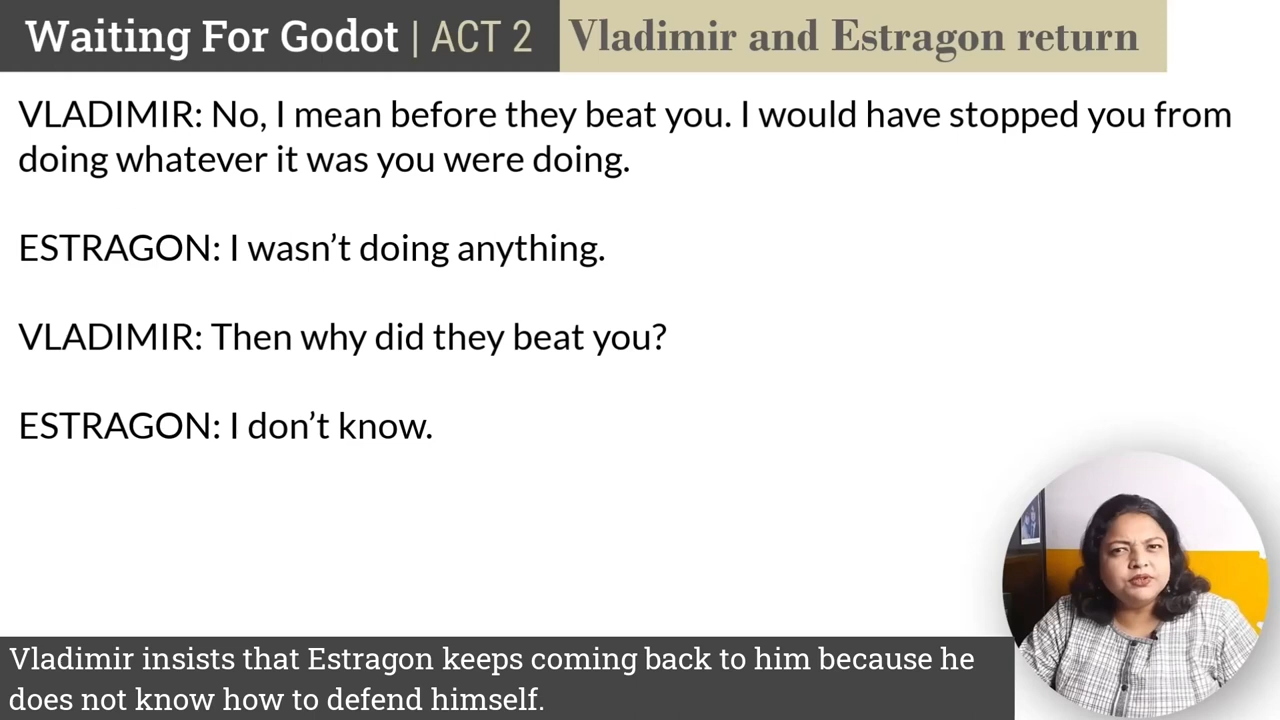 Waiting For Godot | ACT 2 Vladimir and Estragon return
VLADIMIR: No, I mean before they beat you. I would have stopped you from
doing whatever it was you were doing.
ESTRAGON: I wasn’t doing anything.
VLADIMIR: Then why did they beat you?
ESTRAGON: I don’t know.
Vladimir insists that Estragon keeps coming back to him because he
does not know how to defend himself.